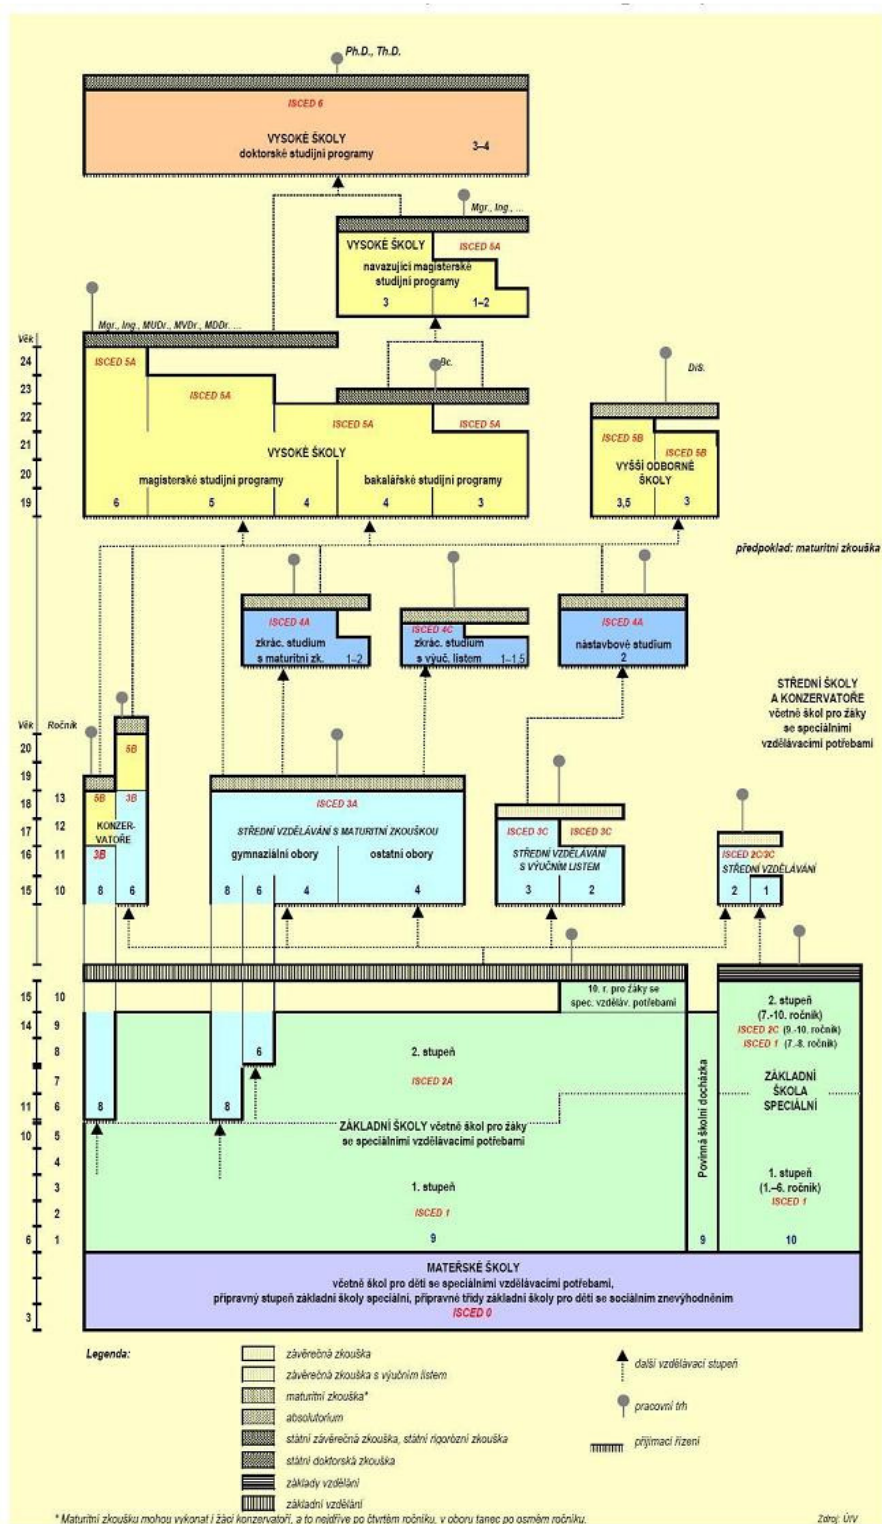 Ph.D., Th.D.
ISCED 6
VYSOKÉ ŠKOLY
doktorské studijní programy
3–4
Mgr., Ing., ...
VYSOKÉ ŠKOLY
ISCED 5A
navazující magisterské
studijní programy
3
1–2
Mgr., Ing., MUDr., MVDr., MDDr. ...
Bc.
Věk
24
23
22
21
20
19
ISCED 5A
ISCED 5A
ISCED 5A
ISCED 5A
VYSOKÉ ŠKOLY
magisterské studijní programy
bakalářské studijní programy
6
5
4
4
3
DiS.
ISCED 5B
ISCED 5B
VYŠŠÍ ODBORNÉ
ŠKOLY
3,5
3
předpoklad: maturitní zkouška
ISCED 4A
zkrác. studium
s maturitní zk.
1–2
ISCED 4C
zkrác. studium
s výuč. listem
1–1,5
ISCED 4A
nástavbové studium
2
STŘEDNÍ ŠKOLY
A KONZERVATOŘE
včetně škol pro žáky
se speciálními
vzdělávacími potřebami
Věk
Ročník
20
19
18
13
17
12
16
11
15
10
5B
5B
3B
KONZER-
VATOŘE
3B
8
6
ISCED 3A
STŘEDNÍ VZDĚLÁVÁNÍ S MATURITNÍ ZKOUŠKOU
gymnaziální obory
ostatní obory
8
6
4
4
ISCED 3C
ISCED 3C
STŘEDNÍ VZDĚLÁVÁNÍ
S VÝUČNÍM LISTEM
3
2
ISCED 2C/3C
STŘEDNÍ VZDĚLÁVÁNÍ
2
1
15
10
14
9
8
7
11
6
10
5
4
3
2
6
1
3
10. r. pro žáky se
spec. vzděláv. potřebami
8
8
6
2. stupeň
ISCED 2A
ZÁKLADNÍ ŠKOLY včetně škol pro žáky
se speciálními vzdělávacími potřebami
1. stupeň
ISCED 1
9
Povinná školní docházka
9
2. stupeň
(7.-10. ročník)
ISCED 2C (9.-10. ročník)
ISCED 1 (7.-8. ročník)
ZÁKLADNÍ
ŠKOLA
SPECIÁLNÍ
1. stupeň
(1.–6. ročník)
ISCED 1
10
MATEŘSKÉ ŠKOLY
včetně škol pro děti se speciálními vzdělávacími potřebami,
přípravný stupeň základní školy speciální, přípravné třídy základní školy pro děti se sociálním znevýhodněním
ISCED 0
Legenda:
závěrečná zkouška
závěrečná zkouška s výučním listem
maturitní zkouška*
absolutorium
státní závěrečná zkouška, státní rigorózní zkouška
státní doktorská zkouška
základy vzdělání
základní vzdělání
další vzdělávací stupeň
pracovní trh
přijímací řízení
* Maturitní zkoušku mohou vykonat i žáci konzervatoří, a to nejdříve po čtvrtém ročníku, v oboru tanec po osmém ročníku.
Zdroj: ÚIV